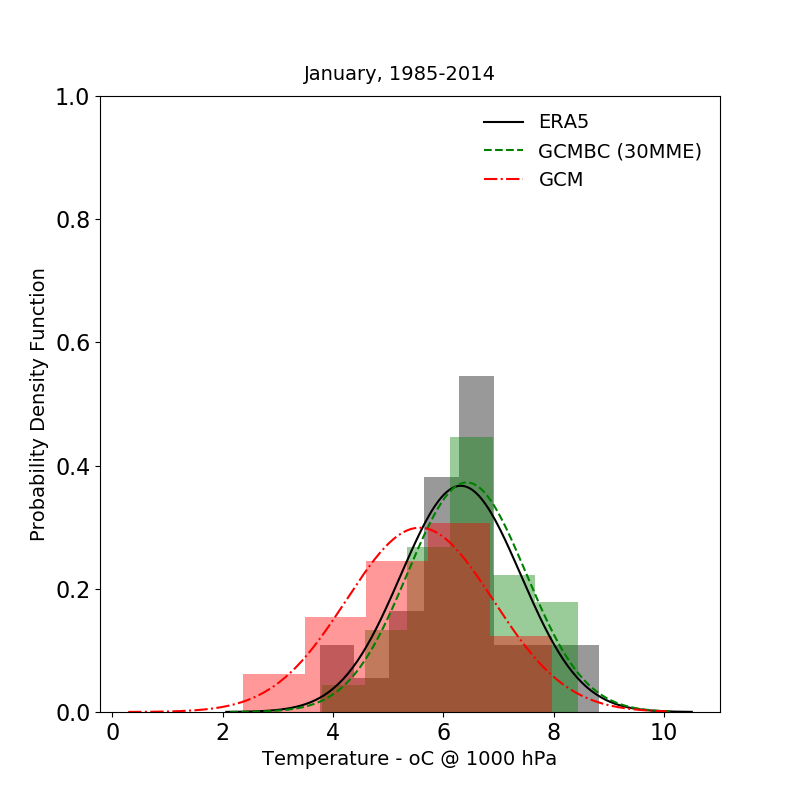 January, 1985-2014
ERA5
GCMBC (30MME)
GCM
Probability Density Function
1.0
0.8
0.6
0.4
0.2
0.0
0 2 4 6 8 10
Temperature - oC @ 1000 hPa